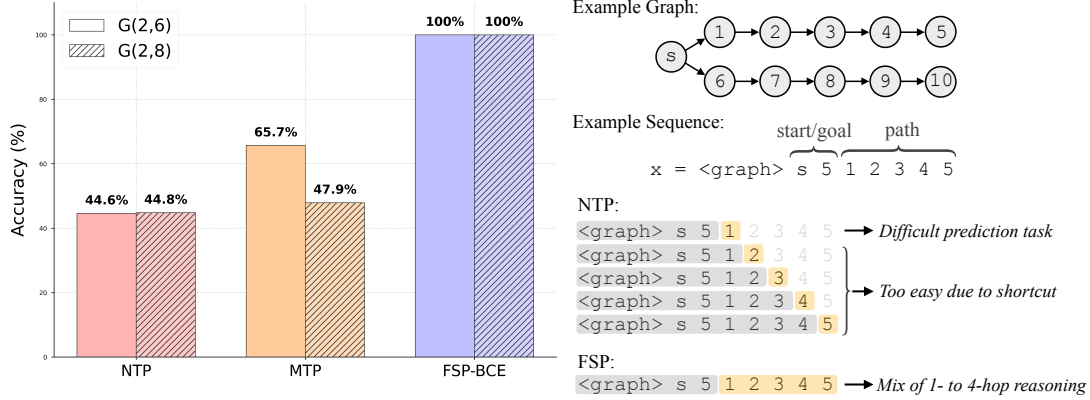 G(2,6)
G(2,8)
Accuracy (%)
100
80
60
40
20
0
44.6%
44.8%
65.7%
47.9%
100%
100%
NTP
MTP
FSP-BCE
Example Graph:
s
1 2 3 4 5
6 7 8 9 10
Example Sequence:
start/goal path
x = <graph> s 5 1 2 3 4 5
NTP:
<graph> s 5 1 2 3 4 5 Difficult prediction task
<graph> s 5 1 2 3 4 5
<graph> s 5 1 2 3 4 5 Too easy due to shortcut
<graph> s 5 1 2 3 4 5
<graph> s 5 1 2 3 4 5
FSP:
<graph> s 5 1 2 3 4 5 Mix of 1- to 4-hop reasoning